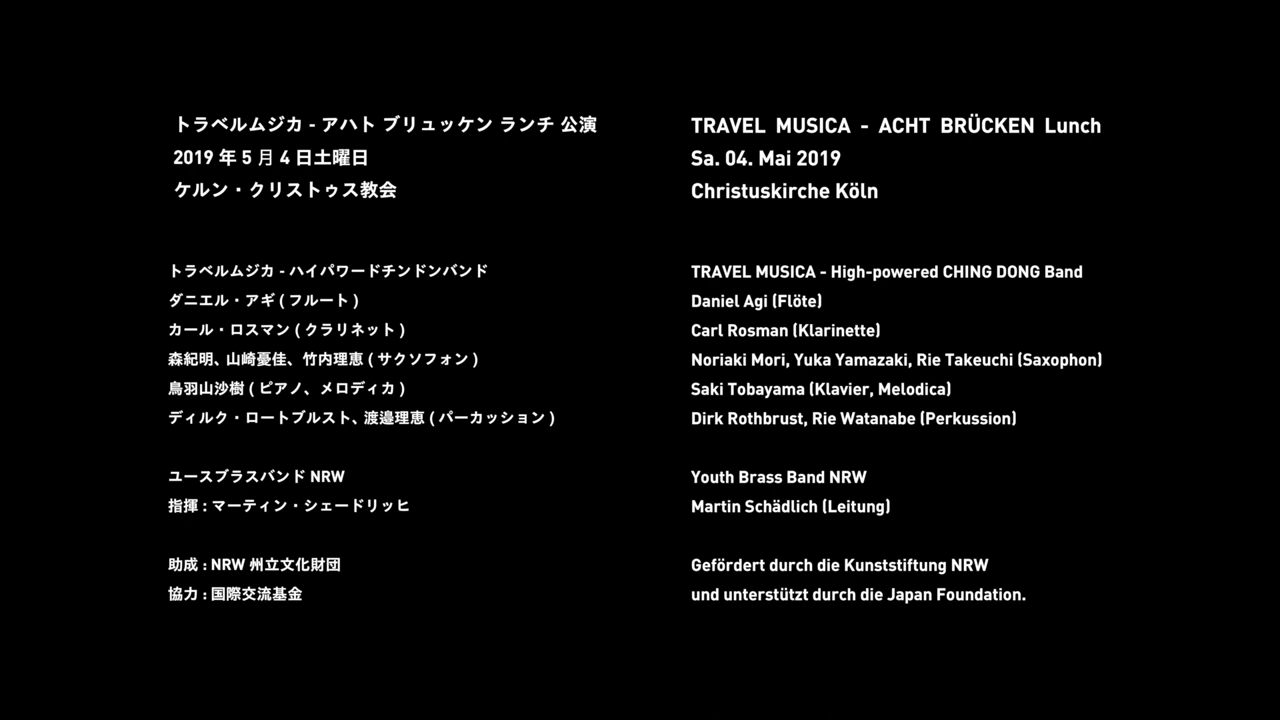 トラベルムジカ - アハト ブリュッケン ランチ 公演
2019 年 5 月 4 日土曜日
ケルン・クリストゥス教会
トラベルムジカ - ハイパワードチンドンバンド
ダニエル・アギ ( フルート )
カール・ロスマン ( クラリネット )
森紀明、山崎憂佳、竹内理恵 ( サクソフォン )
鳥羽山沙樹 ( ピアノ、メロディカ )
ディルク・ロートブルスト、渡邉理恵 ( パーカッション )
ユースブラスバンド NRW
指揮 : マーティン・シェードリッヒ
助成 : NRW 州立文化財団
協力 : 国際交流基金
TRAVEL MUSICA - ACHT BRÜCKEN Lunch
Sa. 04. Mai 2019
Christuskirche Köln
TRAVEL MUSICA - High-powered CHING DONG Band
Daniel Agi (Flöte)
Carl Rosman (Klarinette)
Noriaki Mori, Yuka Yamazaki, Rie Takeuchi (Saxophon)
Saki Tobayama (Klavier, Melodica)
Dirk Rothbrust, Rie Watanabe (Perkussion)
Youth Brass Band NRW
Martin Schädlich (Leitung)
Gefördert durch die Kunststiftung NRW
und unterstützt durch die Japan Foundation.